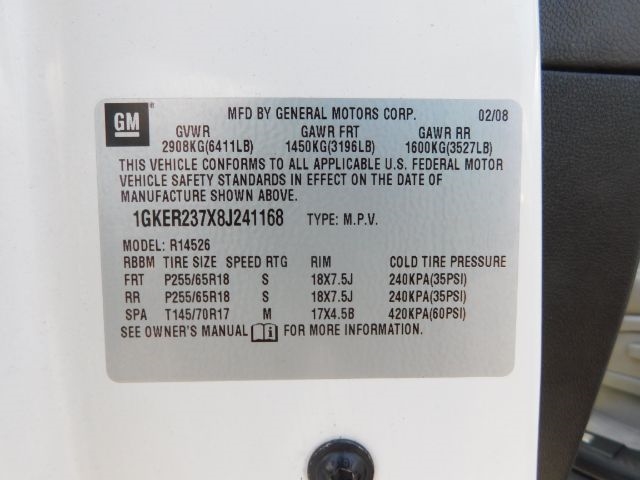 GM
MFD BY GENERAL MOTORS CORP. 02/08
GVWR GAWR FRT GAWR RR
2908KG(6411LB) 1450KG(3196LB) 1600KG(3527LB)
THIS VEHICLE CONFORMS TO ALL APPLICABLE U.S. FEDERAL MOTOR
VEHICLE SAFETY STANDARDS IN EFFECT ON THE DATE OF
MANUFACTURE SHOWN ABOVE.
1GKER237X8J241168 TYPE: M.P.V.
MODEL: R14526
RBBM TIRE SIZE SPEED RTG RIM COLD TIRE PRESSURE
FRT P255/65R18 S 18X7.5J 240KPA(35PSI)
RR P255/65R18 S 18X7.5J 240KPA(35PSI)
SPA T145/70R17 M 17X4.5B 420KPA(60PSI)
SEE OWNER'S MANUAL i FOR MORE INFORMATION.